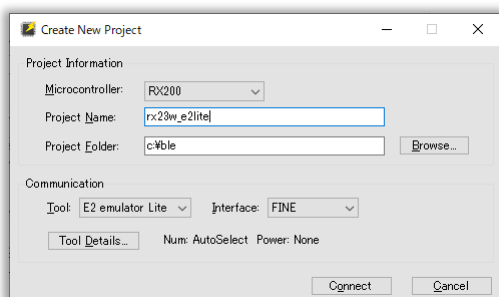 Create New Project
Project Information
Microcontroller: RX200
Project Name: rx23w_e2lite
Project Folder: c:¥ble Browse...
Communication
Tool: E2 emulator Lite Interface: FINE
Tool Details... Num: AutoSelect Power: None
Connect Cancel